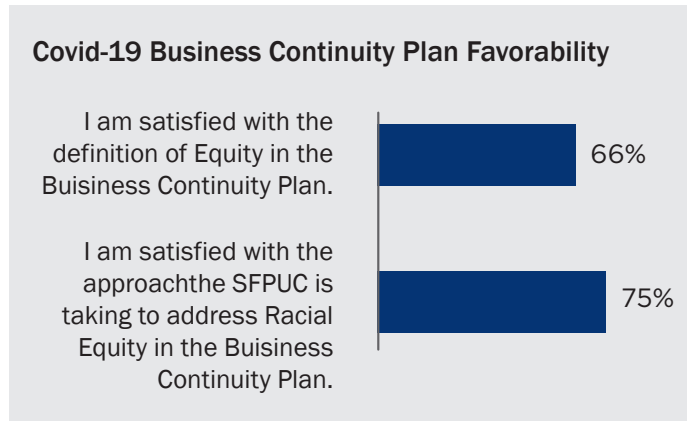 Covid-19 Business Continuity Plan Favorability
I am satisfied with the
definition of Equity in the
Buisiness Continuity Plan.
66%
I am satisfied with the
approachthe SFPUC is
taking to address Racial
Equity in the Buisiness
Continuity Plan.
75%